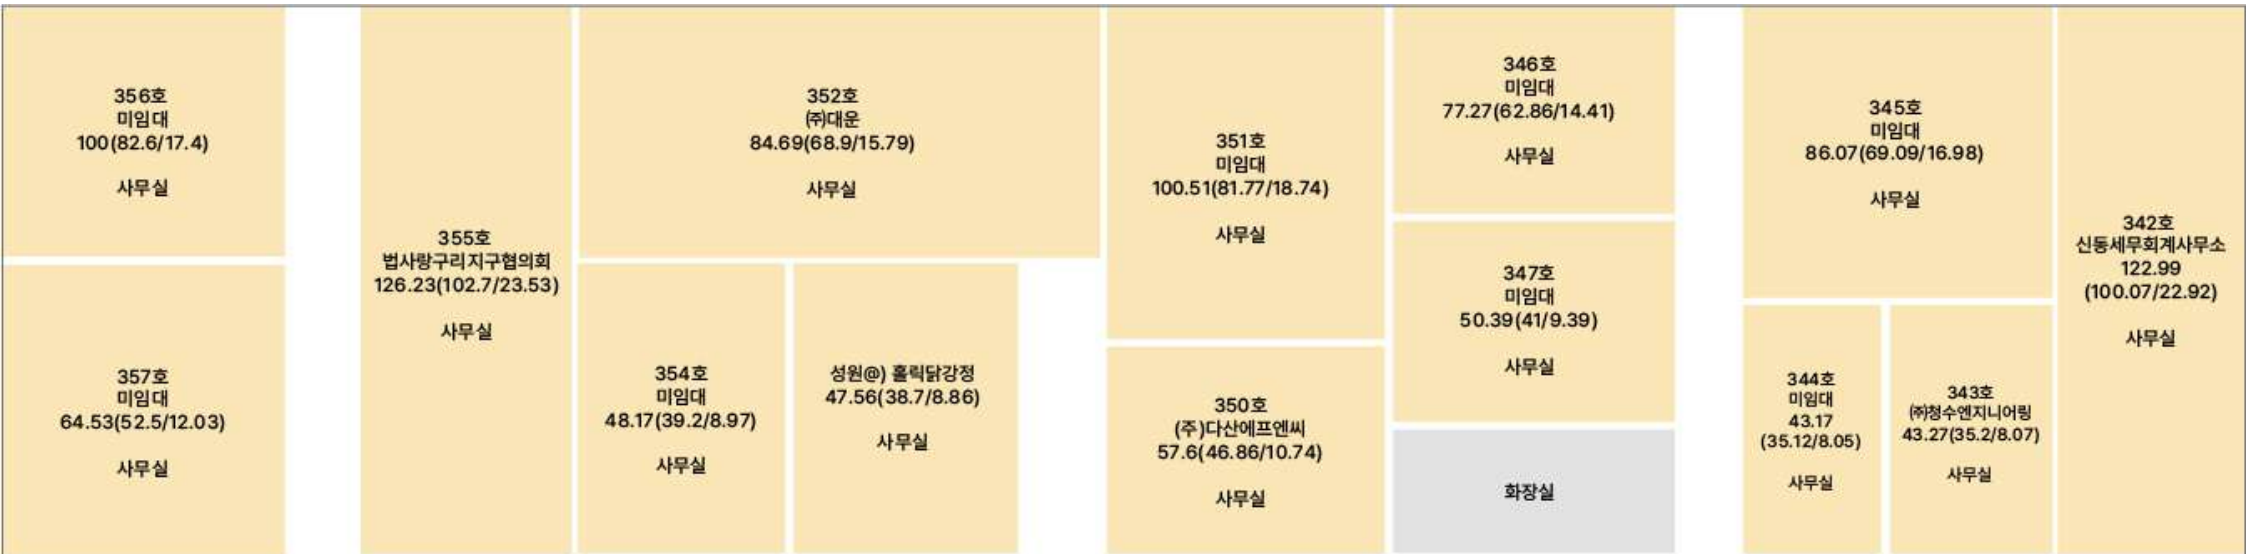 356호
미임대
100(82.6/17.4)
사무실
357호
미임대
64.53(52.5/12.03)
사무실
355호
법사랑구리지구협의회
126.23(102.7/23.53)
사무실
352호
㈜대운
84.69(68.9/15.79)
사무실
354호
미임대
48.17(39.2/8.97)
사무실
성원@) 홀릭닭강정
47.56(38.7/8.86)
사무실
351호
미임대
100.51(81.77/18.74)
사무실
350호
(주)다산에프엔씨
57.6(46.86/10.74)
사무실
346호
미임대
77.27(62.86/14.41)
사무실
347호
미임대
50.39(41/9.39)
사무실
화장실
345호
미임대
86.07(69.09/16.98)
사무실
344호
미임대
43.17
(35.12/8.05)
사무실
343호
㈜청수엔지니어링
43.27(35.2/8.07)
사무실
342호
신동세무회계사무소
122.99
(100.07/22.92)
사무실